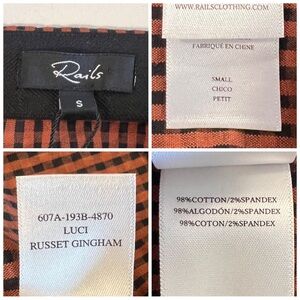 Rails
S
WWW.RAILSCLOTHING.COM
FABRIQUÉ EN CHINE
SMALL
CHICO
PETIT
607A-193B-4870
LUCI
RUSSET GINGHAM
98%COTTON/2%SPANDEX
98%ALGODÓN/2%SPANDEX
98%COTON/2%SPANDEX